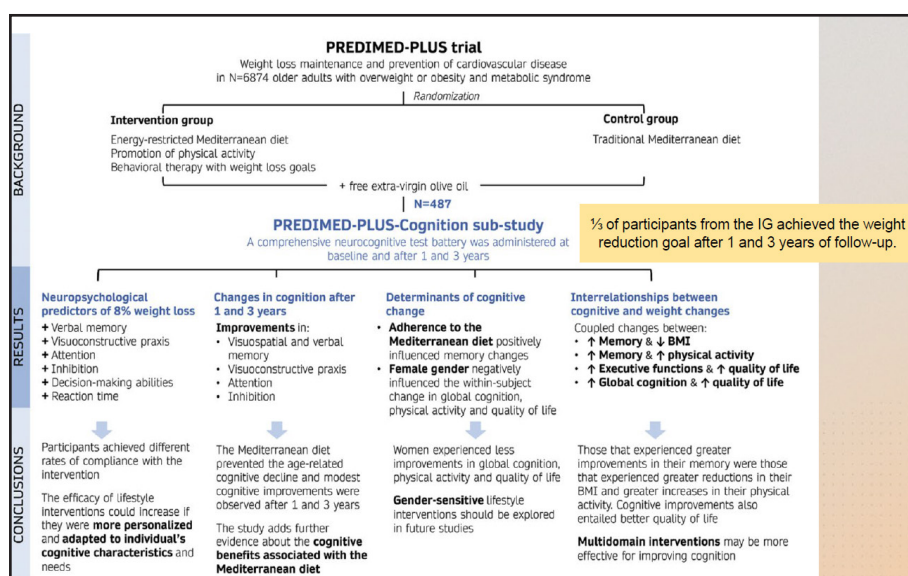 PREDIMED-PLUS trial
Weight loss maintenance and prevention of cardiovascular disease
in N=6874 older adults with overweight or obesity and metabolic syndrome
Randomization
Intervention group
Energy-restricted Mediterranean diet
Promotion of physical activity
Behavioral therapy with weight loss goals
Control group
Traditional Mediterranean diet
+ free extra-virgin olive oil
N=487
PREDIMED-PLUS-Cognition sub-study
A comprehensive neurocognitive test battery was administered at
baseline and after 1 and 3 years
⅓ of participants from the IG achieved the weight
reduction goal after 1 and 3 years of follow-up.
BACKGROUND
RESULTS
Neuropsychological
predictors of 8% weight loss
+ Verbal memory
+ Visuoconstructive praxis
+ Attention
+ Inhibition
+ Decision-making abilities
+ Reaction time
Changes in cognition after
1 and 3 years
Improvements in:
• Visuospatial and verbal
memory
• Visuoconstructive praxis
• Attention
• Inhibition
Determinants of cognitive
change
• Adherence to the
Mediterranean diet positively
influenced memory changes
• Female gender negatively
influenced the within-subject
change in global cognition,
physical activity and quality of life
Interrelationships between
cognitive and weight changes
Coupled changes between:
• ↑ Memory & ↓ BMI
• ↑ Memory & ↑ physical activity
• ↑ Executive functions & ↑ quality of life
• ↑ Global cognition & ↑ quality of life
CONCLUSIONS
Participants achieved different
rates of compliance with the
intervention
The efficacy of lifestyle
interventions could increase if
they were more personalized
and adapted to individual's
cognitive characteristics and
needs
The Mediterranean diet
prevented the age-related
cognitive decline and modest
cognitive improvements were
observed after 1 and 3 years
The study adds further
evidence about the cognitive
benefits associated with the
Mediterranean diet
Women experienced less
improvements in global cognition,
physical activity and quality of life
Gender-sensitive lifestyle
interventions should be explored
in future studies
Those that experienced greater
improvements in their memory were those
that experienced greater reductions in their
BMI and greater increases in their physical
activity. Cognitive improvements also
entailed better quality of life
Multidomain interventions may be more
effective for improving cognition